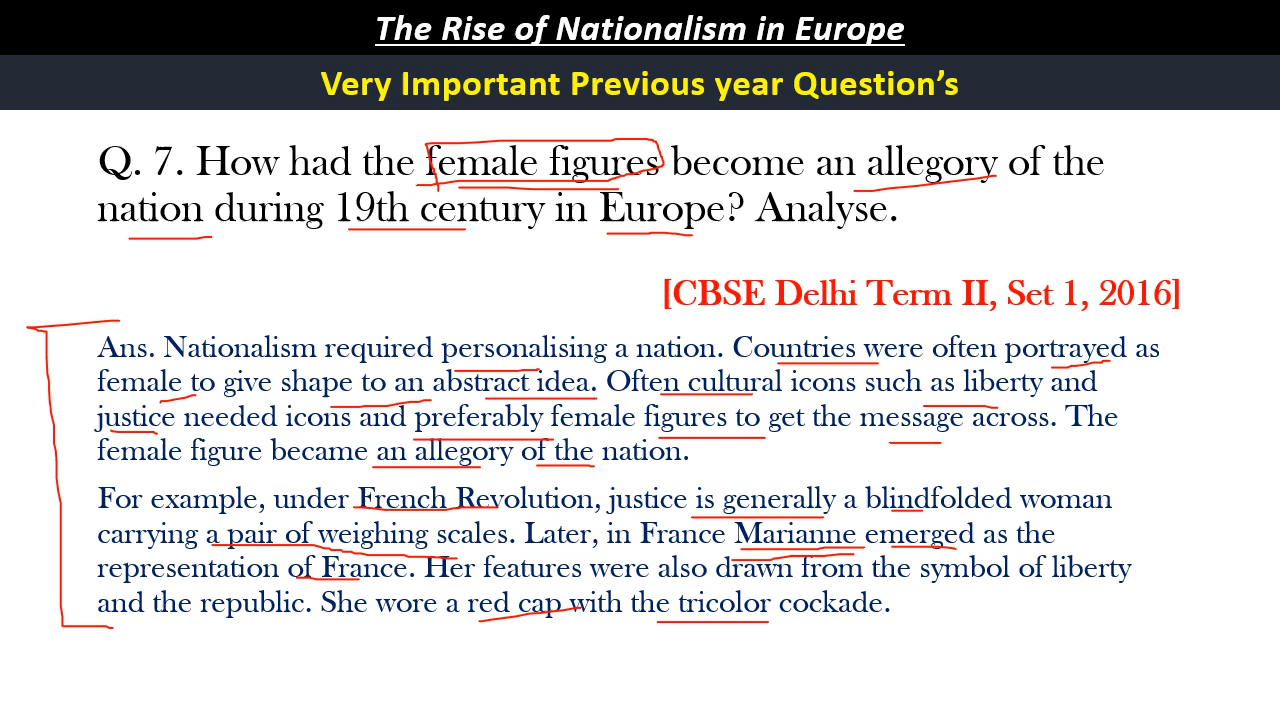 The Rise of Nationalism in Europe
Very Important Previous year Question’s
Q. 7. How had the female figures become an allegory of the
nation during 19th century in Europe? Analyse.
[CBSE Delhi Term II, Set 1, 2016]
Ans. Nationalism required personalising a nation. Countries were often portrayed as
female to give shape to an abstract idea. Often cultural icons such as liberty and
justice needed icons and preferably female figures to get the message across. The
female figure became an allegory of the nation.
For example, under French Revolution, justice is generally a blindfolded woman
carrying a pair of weighing scales. Later, in France Marianne emerged as the
representation of France. Her features were also drawn from the symbol of liberty
and the republic. She wore a red cap with the tricolor cockade.